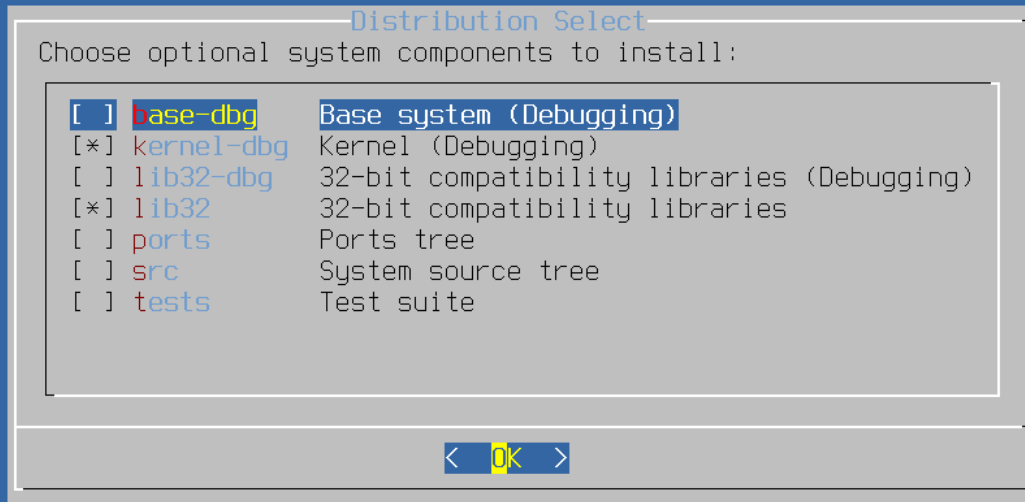 Distribution Select
Choose optional system components to install:
[ ] base-dbg Base system (Debugging)
[*] kernel-dbg Kernel (Debugging)
[ ] lib32-dbg 32-bit compatibility libraries (Debugging)
[*] lib32 32-bit compatibility libraries
[ ] ports Ports tree
[ ] src System source tree
[ ] tests Test suite
< OK >